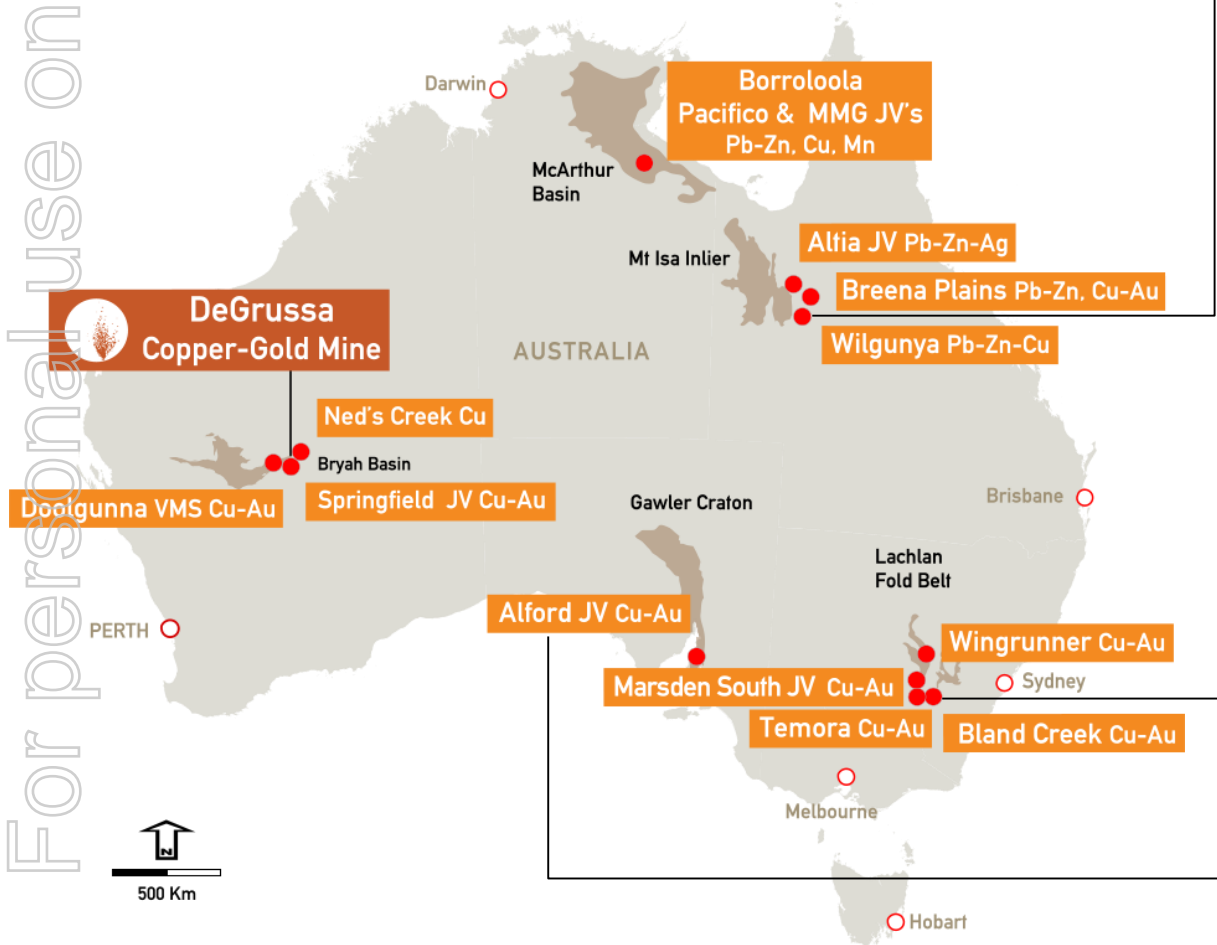 For personal use on
Darwin
Borroloola
Pacifico & MMG JV's
Pb-Zn, Cu, Mn
McArthur
Basin
Mt Isa Inlier
Altia JV Pb-Zn-Ag
Breena Plains Pb-Zn, Cu-Au
Wilgunya Pb-Zn-Cu
DeGrussa
Copper-Gold Mine
AUSTRALIA
Ned's Creek Cu
Bryah Basin
Doolgunna VMS Cu-Au
Springfield JV Cu-Au
Gawler Craton
Brisbane
Lachlan
Fold Belt
Alford JV Cu-Au
PERTH
Wingrunner Cu-Au
Marsden South JV Cu-Au
Sydney
Temora Cu-Au
Bland Creek Cu-Au
Melbourne
N
500 Km
Hobart